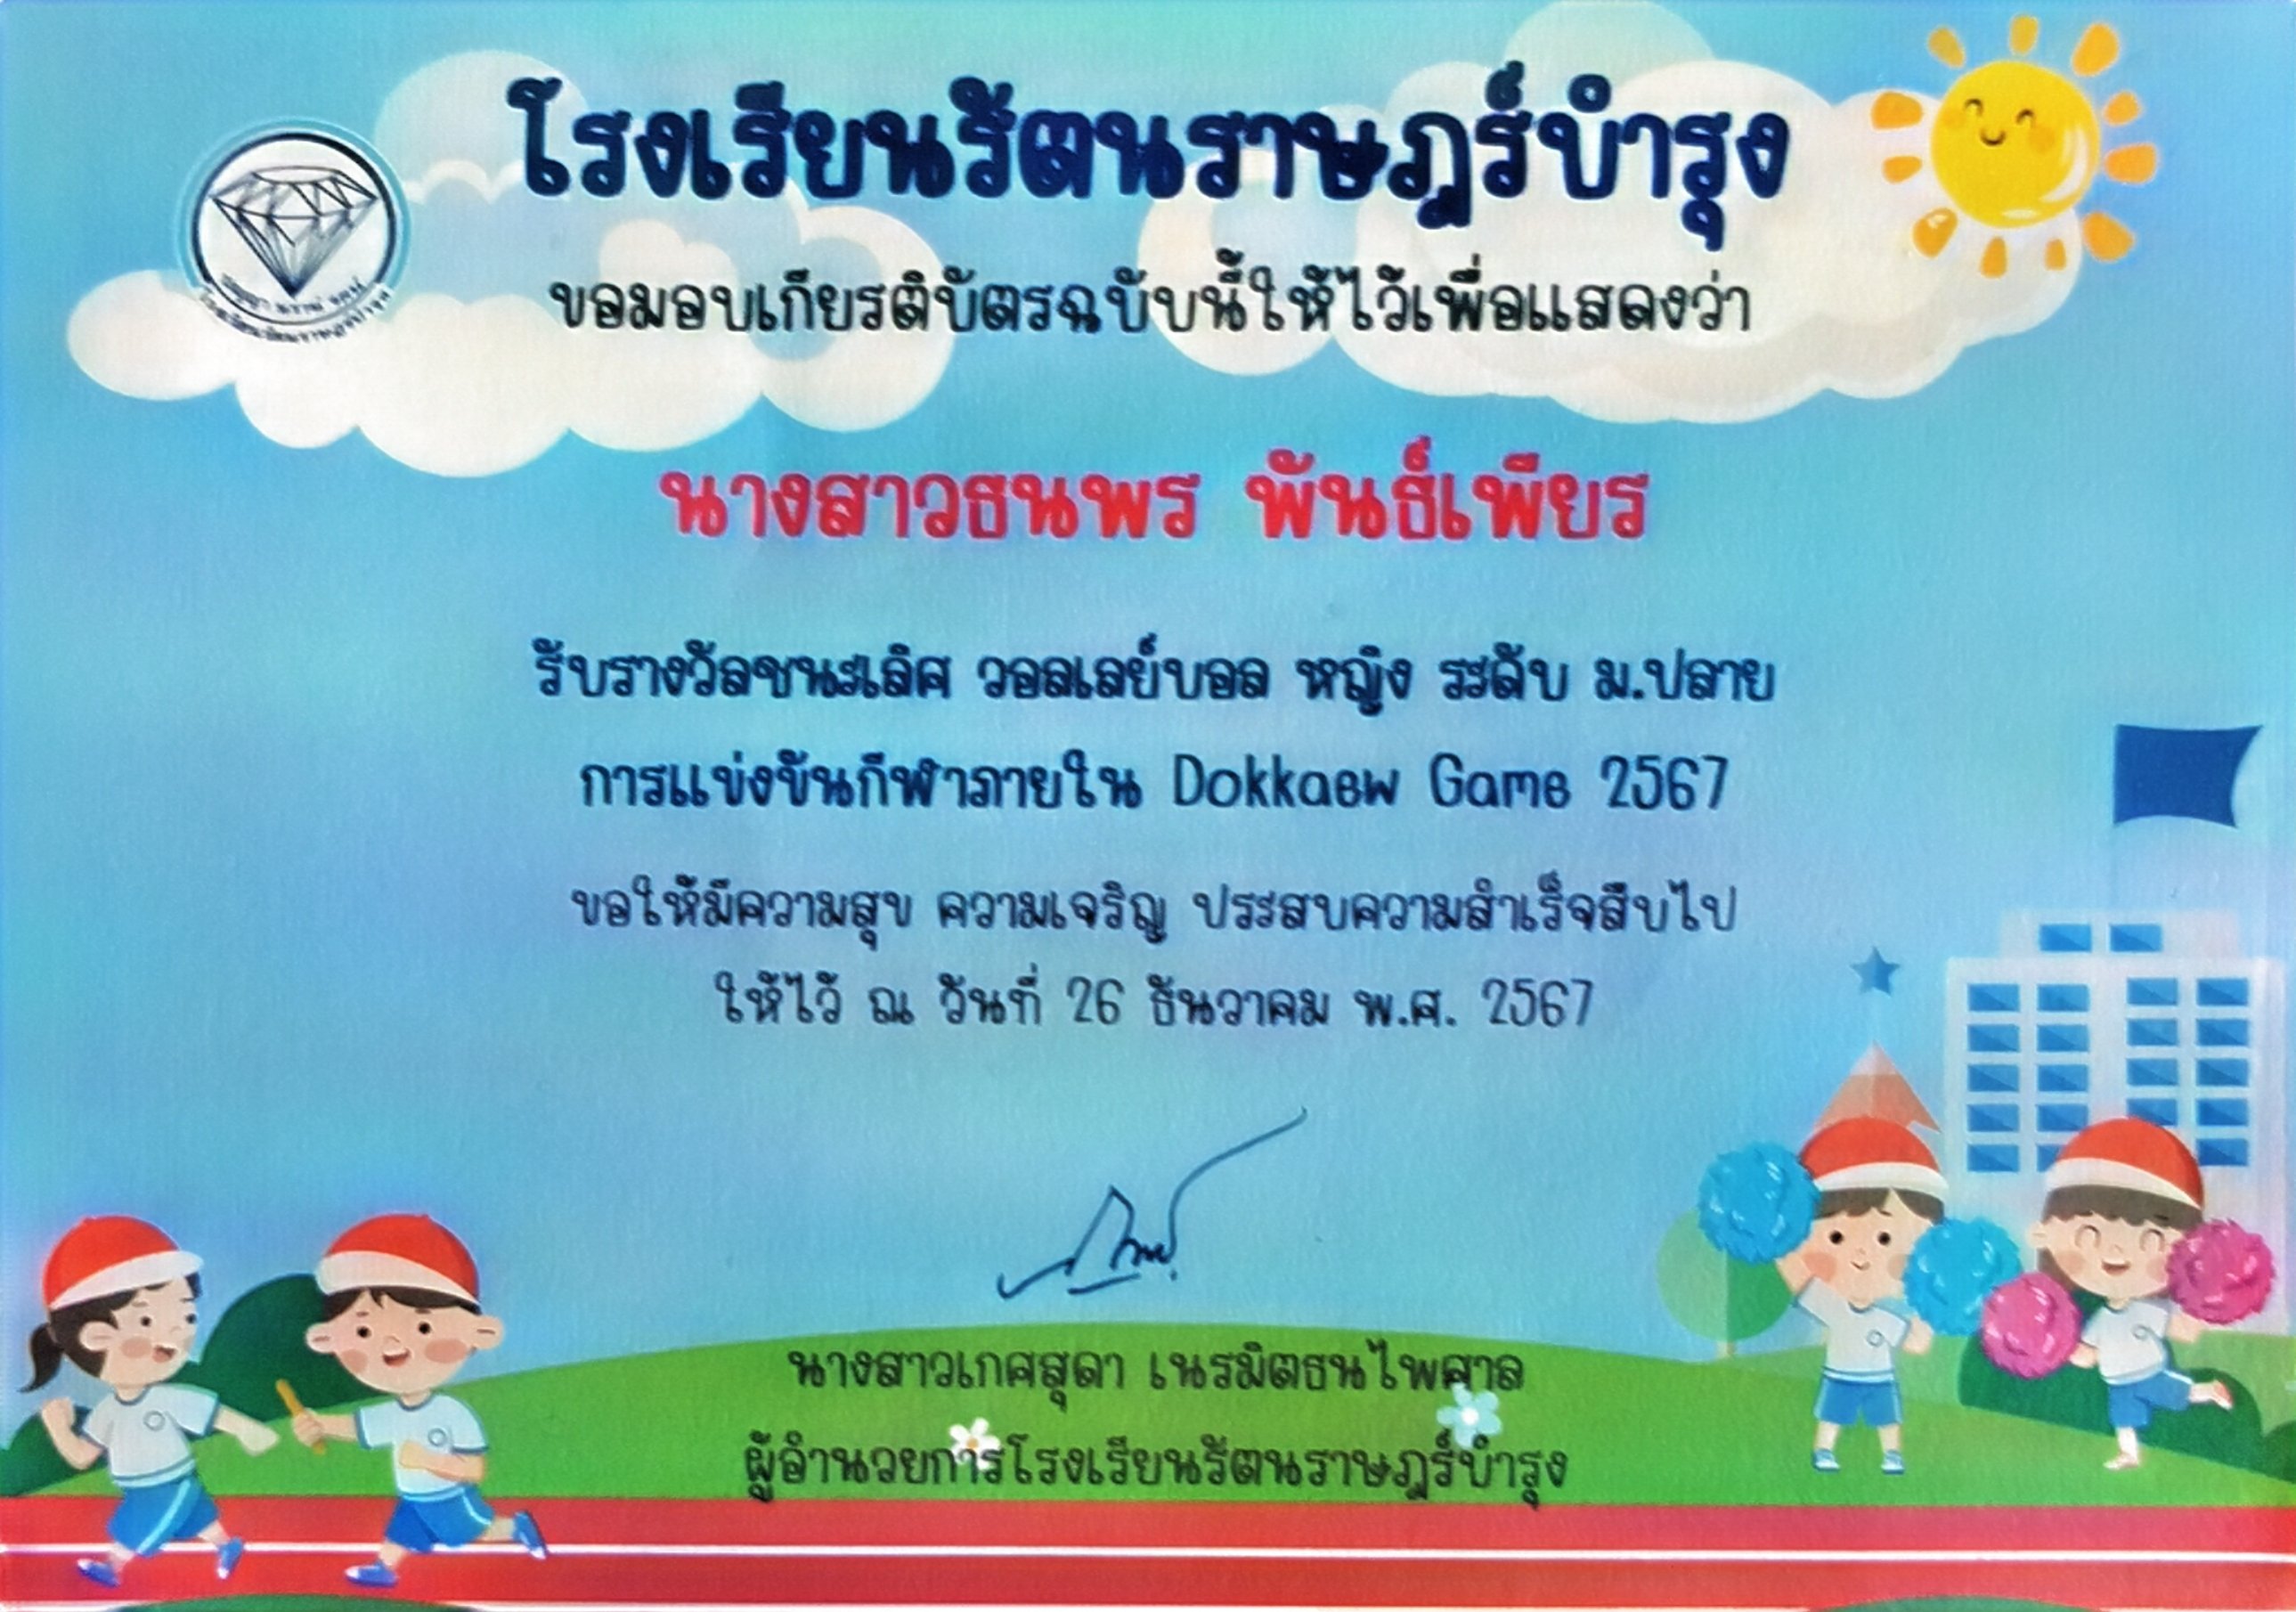 โรงเรียนรัตนราษฎร์บำรุง
ขอมอบเกียรติบัตรฉบับนี้ให้ไว้เพื่อแสดงว่า
นางสาวธนพร พันธ์เพียร
รับรางวัลชนะเลิศ วอลเลย์บอล หญิง ระดับ ม.ปลาย
การแข่งขันกีฬาภายใน Dokkaew Game 2567
ขอให้มีความสุข ความเจริญ ประสบความสำเร็จสืบไป
ให้ไว้ ณ วันที่ 26 ธันวาคม พ.ศ. 2567
นางสาวเกศสุดา เนรมิตธนไพศาล
ผู้อำนวยการโรงเรียนรัตนราษฎร์บำรุง